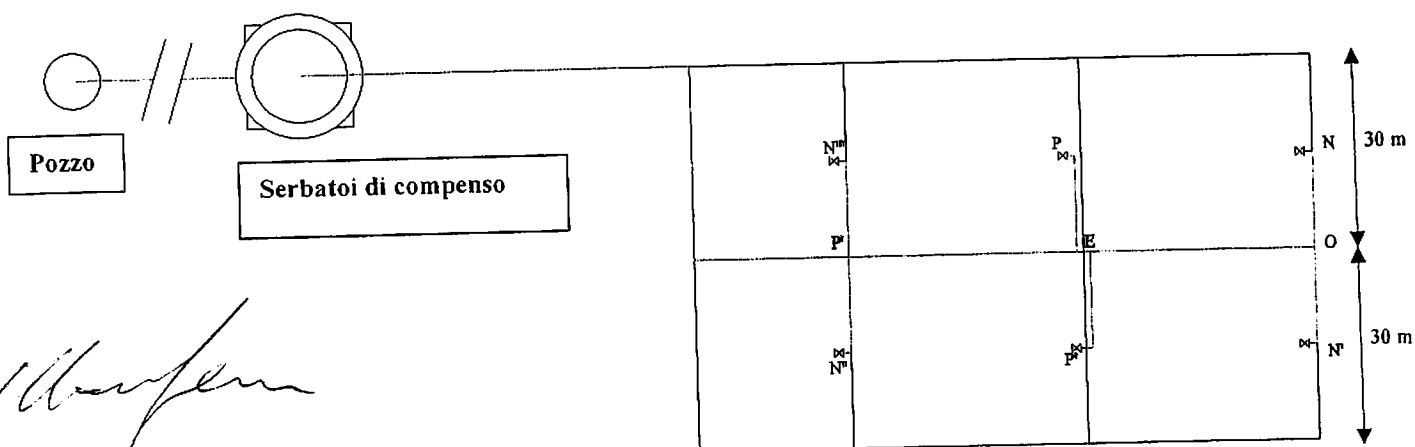 Pozzo
Serbatoi di compenso
N'''
P
N
30 m
P'
E
O
N''
P''
N'
30 m